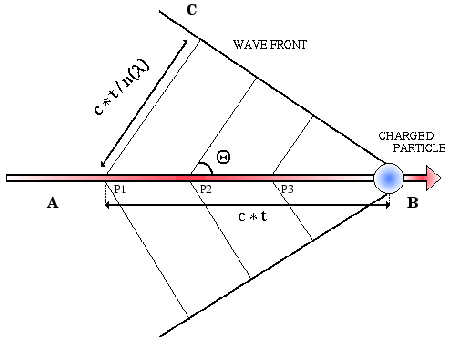 C
WAVE FRONT
c*t/n(λ)
CHARGED
PARTICLE
Θ
P1
P2
P3
A
B
c*t